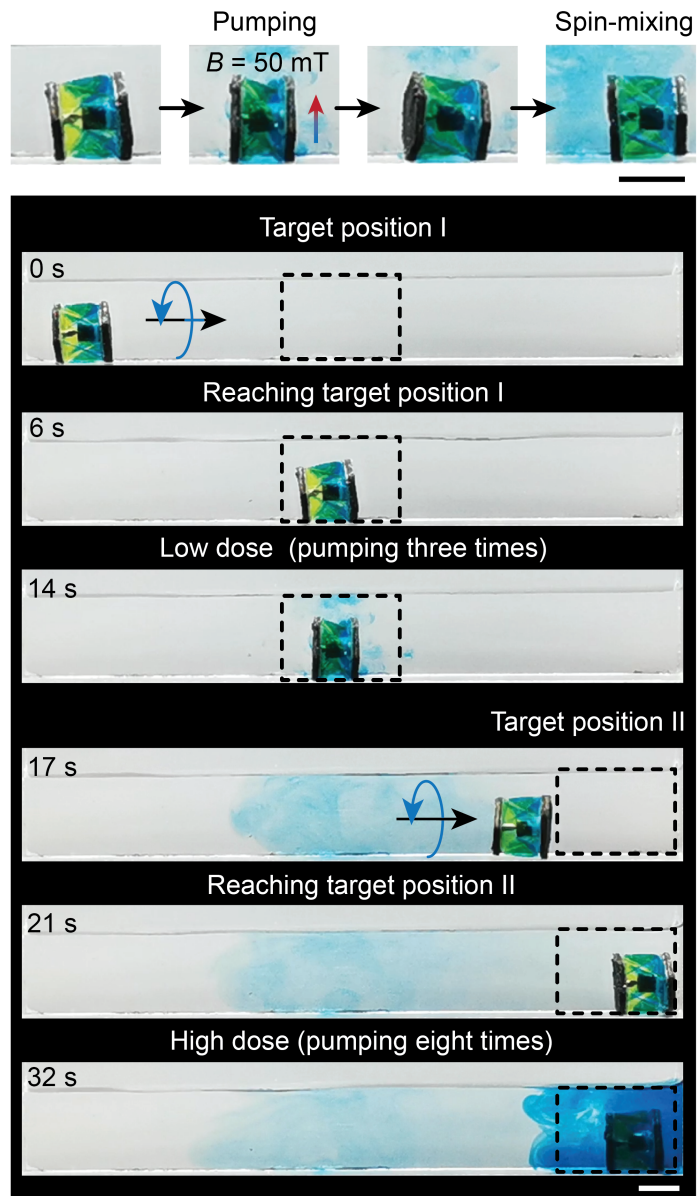 Pumping
Spin-mixing
B = 50 mT
Target position I
0 s
Reaching target position I
6 s
Low dose (pumping three times)
14 s
Target position II
17 s
Reaching target position II
21 s
High dose (pumping eight times)
32 s